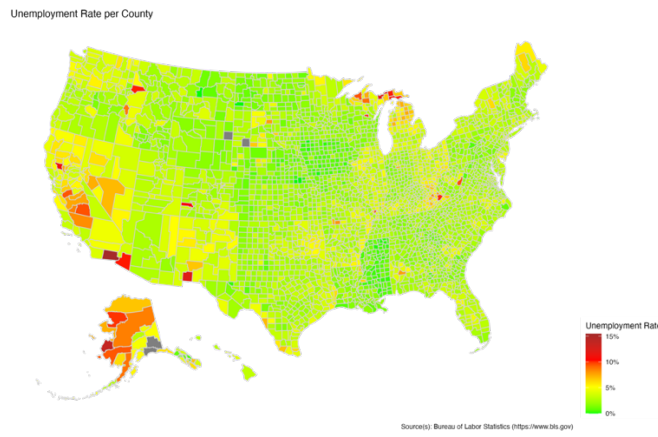 Unemployment Rate per County
Unemployment Rate
15%
10%
5%
0%
Source(s): Bureau of Labor Statistics (https://www.bls.gov)